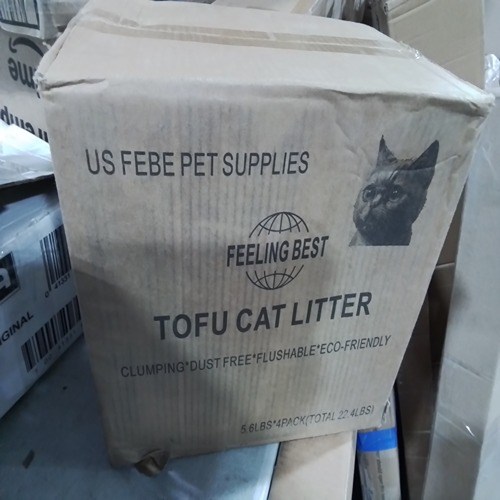 US FEBE PET SUPPLIES
FEELING BEST
TOFU CAT LITTER
CLUMPING*DUST FREE*FLUSHABLE*ECO-FRIENDLY
5.6LBS*4PACK(TOTAL 22.4LBS)
IGINAL